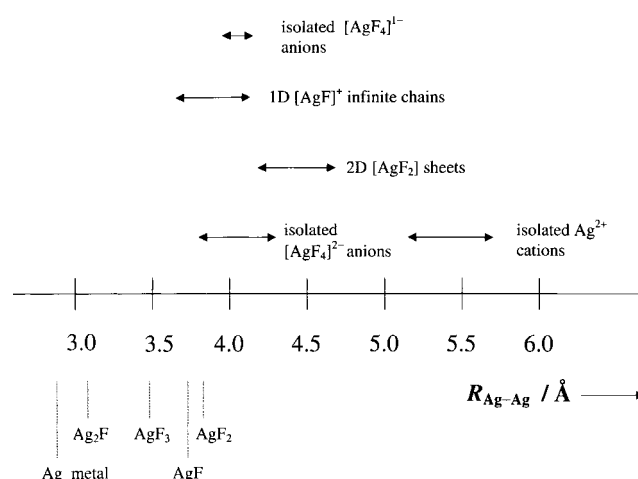 isolated [AgF₄]¹⁻
anions
1D [AgF]⁺ infinite chains
2D [AgF₂] sheets
isolated
[AgF₄]²⁻ anions
isolated Ag²⁺
cations
3.0 3.5 4.0 4.5 5.0 5.5 6.0
R_Ag–Ag / Å
Ag₂F AgF₃ AgF₂
Ag metal AgF